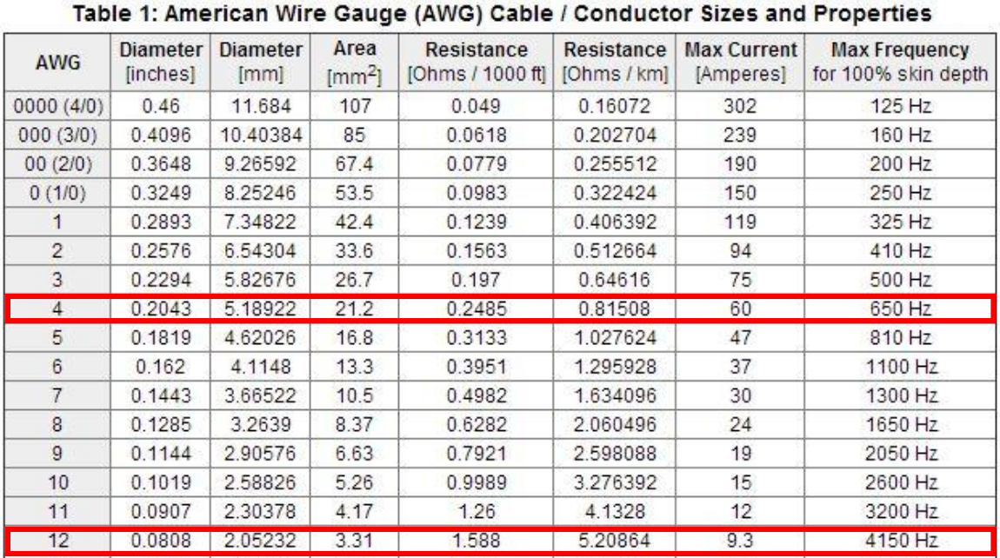 Table 1: American Wire Gauge (AWG) Cable / Conductor Sizes and Properties
AWG Diameter [inches] Diameter [mm] Area [mm²] Resistance [Ohms / 1000 ft] Resistance [Ohms / km] Max Current [Amperes] Max Frequency for 100% skin depth
0000 (4/0) 0.46 11.684 107 0.049 0.16072 302 125 Hz
000 (3/0) 0.4096 10.40384 85 0.0618 0.202704 239 160 Hz
00 (2/0) 0.3648 9.26592 67.4 0.0779 0.255512 190 200 Hz
0 (1/0) 0.3249 8.25246 53.5 0.0983 0.322424 150 250 Hz
1 0.2893 7.34822 42.4 0.1239 0.406392 119 325 Hz
2 0.2576 6.54304 33.6 0.1563 0.512664 94 410 Hz
3 0.2294 5.82676 26.7 0.197 0.64616 75 500 Hz
4 0.2043 5.18922 21.2 0.2485 0.81508 60 650 Hz
5 0.1819 4.62026 16.8 0.3133 1.027624 47 810 Hz
6 0.162 4.1148 13.3 0.3951 1.295928 37 1100 Hz
7 0.1443 3.66522 10.5 0.4982 1.634096 30 1300 Hz
8 0.1285 3.2639 8.37 0.6282 2.060496 24 1650 Hz
9 0.1144 2.90576 6.63 0.7921 2.598088 19 2050 Hz
10 0.1019 2.58826 5.26 0.9989 3.276392 15 2600 Hz
11 0.0907 2.30378 4.17 1.26 4.1328 12 3200 Hz
12 0.0808 2.05232 3.31 1.588 5.20864 9.3 4150 Hz